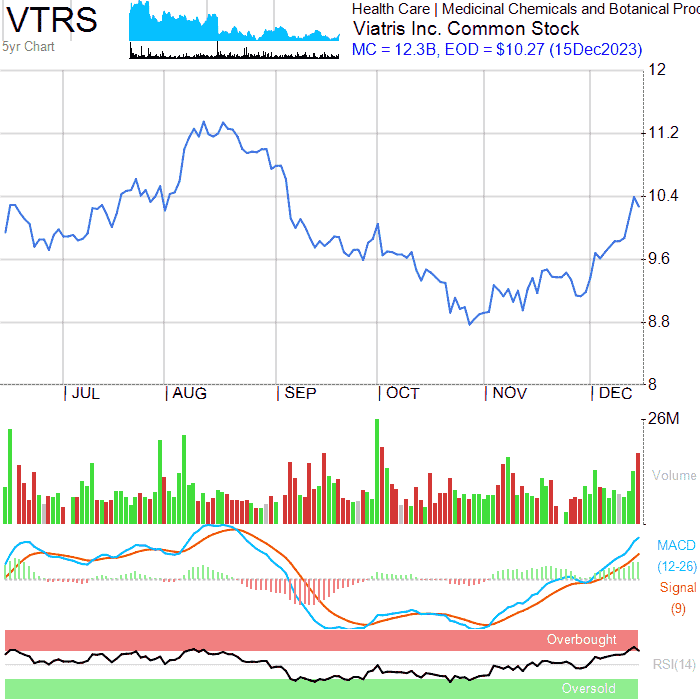 VTRS
5yr Chart
Health Care | Medicinal Chemicals and Botanical Proc
Viatris Inc. Common Stock
MC = 12.3B, EOD = $10.27 (15Dec2023)
12
11.2
10.4
9.6
8.8
8
JUL AUG SEP OCT NOV DEC
26M
Volume
MACD
(12-26)
Signal
(9)
Overbought
RSI(14)
Oversold